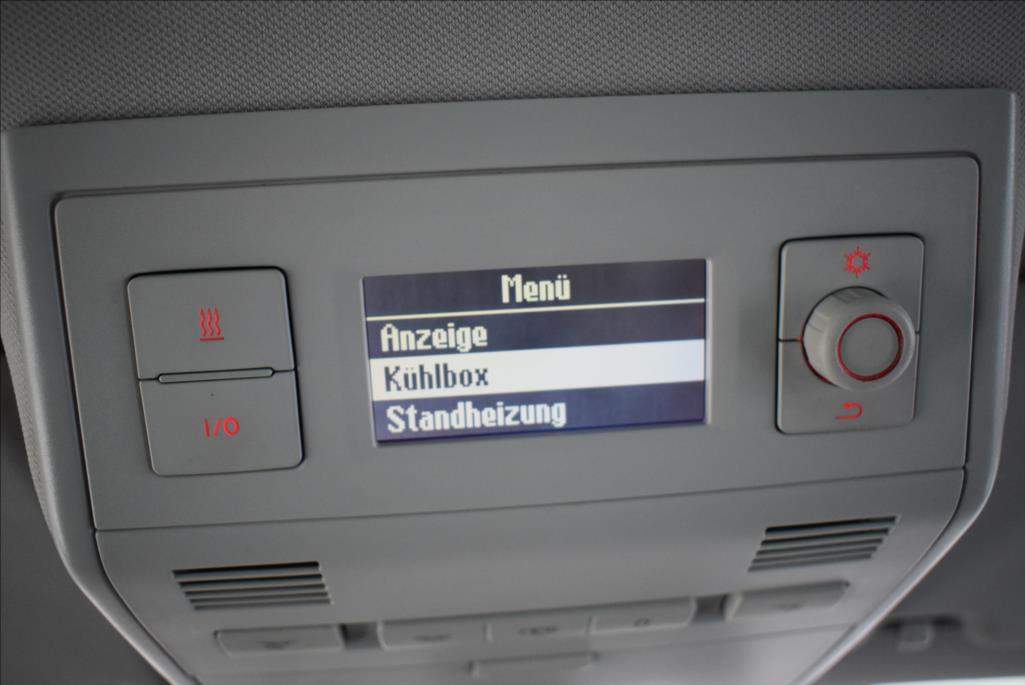 Menü
Anzeige
Kühlbox
Standheizung
I/O